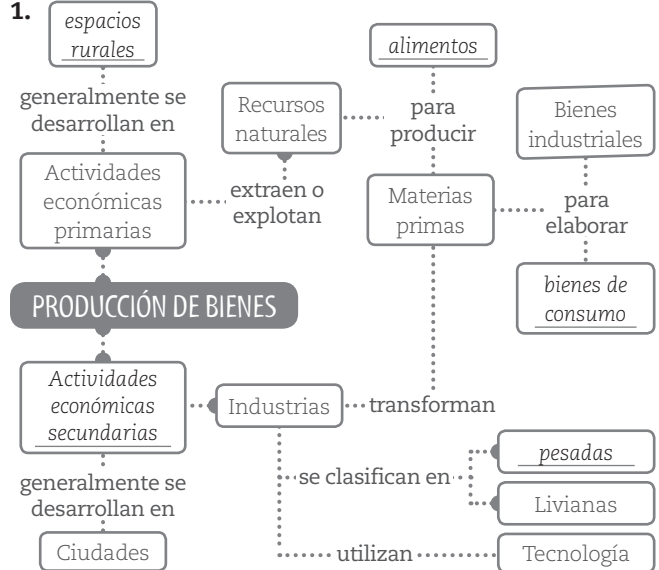 1.
espacios
rurales
generalmente se
desarrollan en
Actividades
económicas
primarias
extraen o
explotan
Recursos
naturales
para
producir
alimentos
Materias
primas
para
elaborar
Bienes
industriales
bienes de
consumo
PRODUCCIÓN DE BIENES
Actividades
económicas
secundarias
generalmente se
desarrollan en
Ciudades
Industrias
transforman
se clasifican en
pesadas
Livianas
utilizan
Tecnología